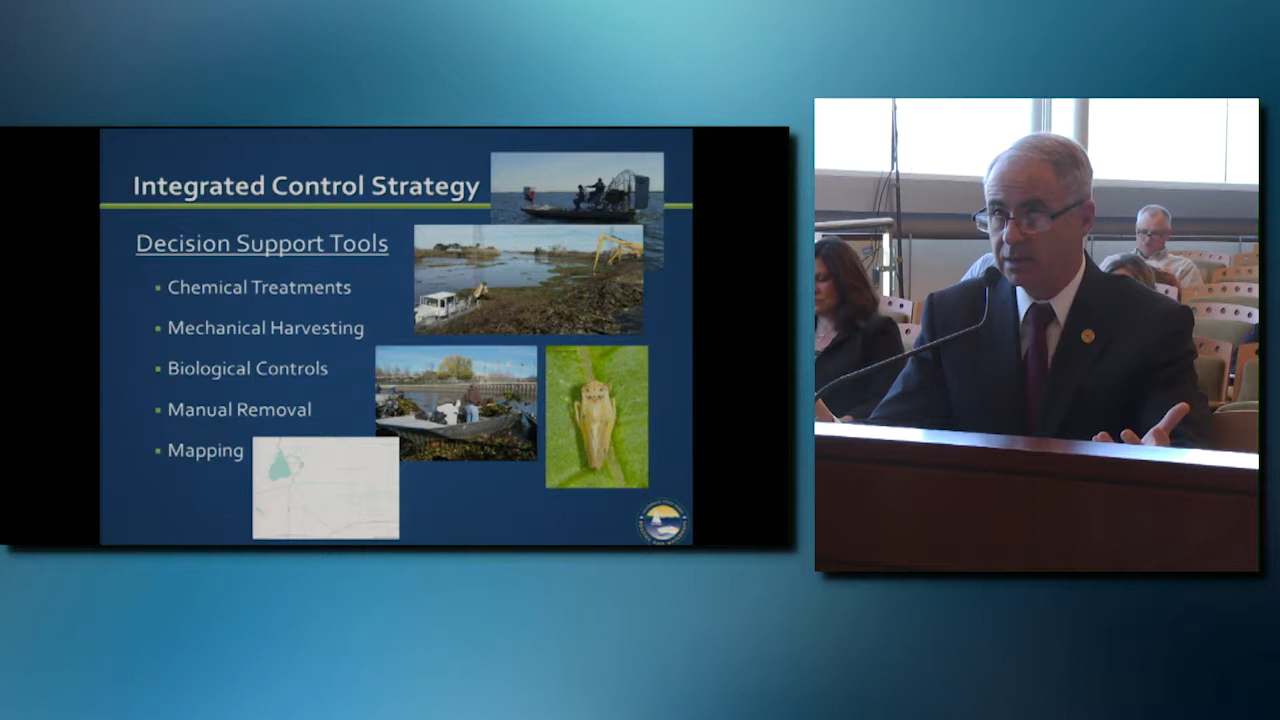 Integrated Control Strategy
Decision Support Tools
Chemical Treatments
Mechanical Harvesting
Biological Controls
Manual Removal
Mapping